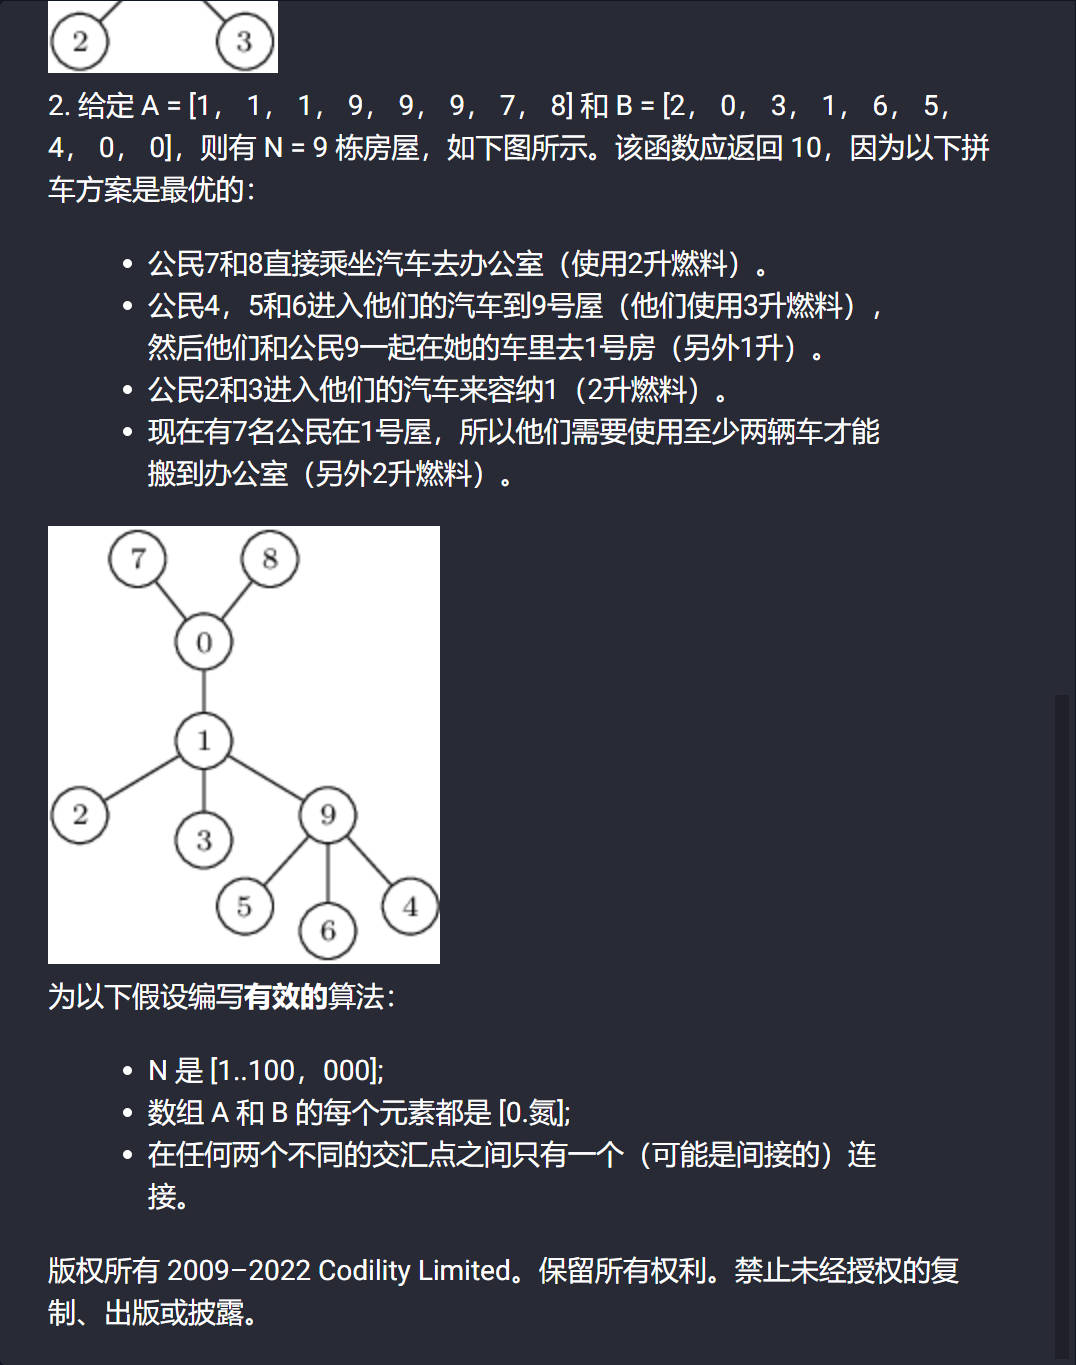 2
3
2. 给定 A = [1， 1， 1， 9， 9， 9， 7， 8] 和 B = [2， 0， 3， 1， 6， 5，
4， 0， 0]，则有 N = 9 栋房屋，如下图所示。该函数应返回 10，因为以下拼
车方案是最优的：
• 公民7和8直接乘坐汽车去办公室（使用2升燃料）。
• 公民4，5和6进入他们的汽车到9号屋（他们使用3升燃料），
然后他们和公民9一起在她的车里去1号房（另外1升）。
• 公民2和3进入他们的汽车来容纳1（2升燃料）。
• 现在有7名公民在1号屋，所以他们需要使用至少两辆车才能
搬到办公室（另外2升燃料）。
7
8
0
1
2
3
9
5
6
4
为以下假设编写有效的算法：
• N 是 [1..100，000];
• 数组 A 和 B 的每个元素都是 [0.氮];
• 在任何两个不同的交汇点之间只有一个（可能是间接的）连
接。
版权所有 2009–2022 Codility Limited。保留所有权利。禁止未经授权的复
制、出版或披露。